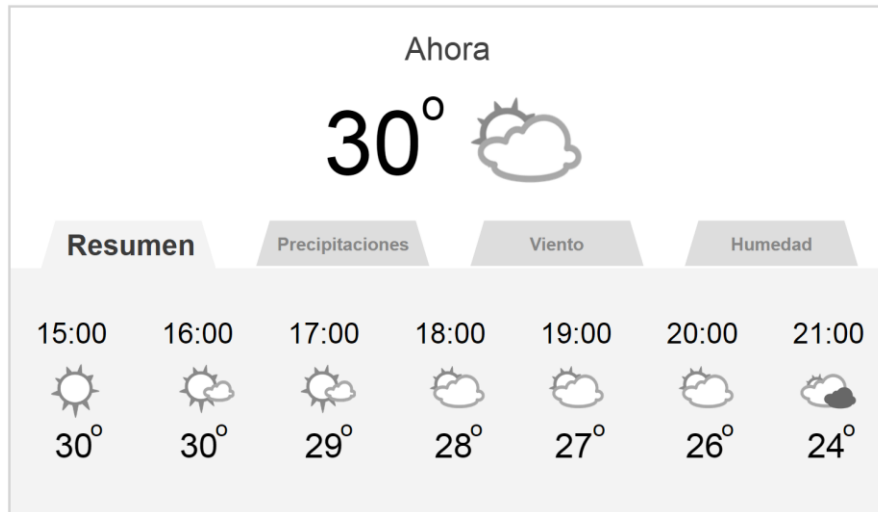 Ahora
30°
Resumen Precipitaciones Viento Humedad
15:00 16:00 17:00 18:00 19:00 20:00 21:00
30° 30° 29° 28° 27° 26° 24°